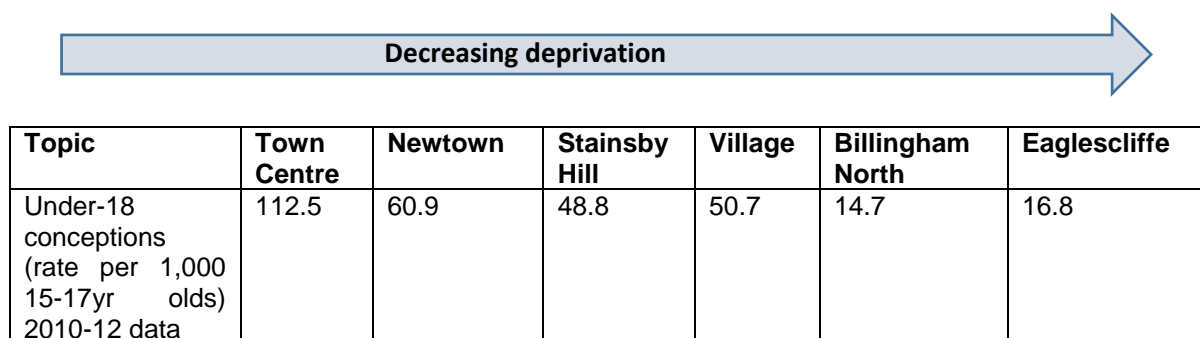 Decreasing deprivation
Topic Town Centre Newtown Stainsby Hill Village Billingham North Eaglescliffe
Under-18 112.5 60.9 48.8 50.7 14.7 16.8
conceptions
(rate per 1,000
15-17yr olds)
2010-12 data